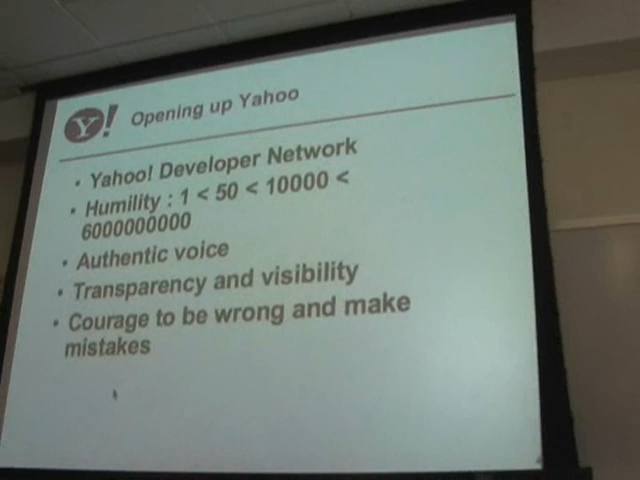 Y! Opening up Yahoo
• Yahoo! Developer Network
• Humility : 1 < 50 < 10000 <
6000000000
• Authentic voice
• Transparency and visibility
• Courage to be wrong and make
mistakes